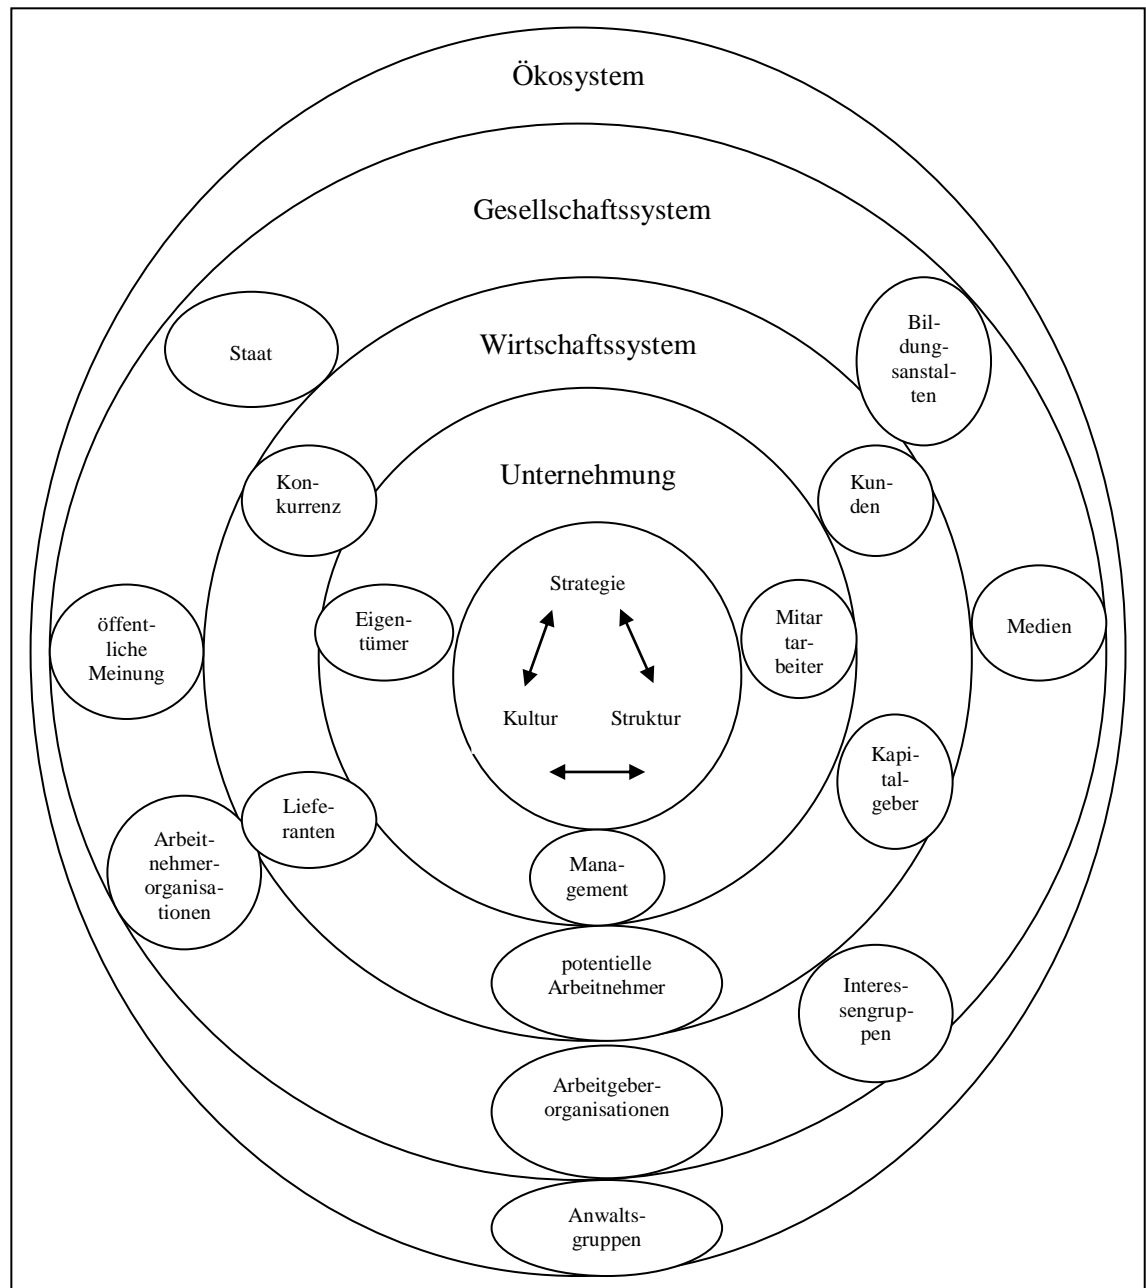 Ökosystem
Gesellschaftssystem
Staat
Bil-
dungs-
anstal-
ten
Wirtschaftssystem
Kon-
kurrenz
Unternehmung
Kun-
den
Strategie
Eigen-
tümer
Mitar
tar-
beiter
öffent-
liche
Meinung
Medien
Kultur
Struktur
Kapi-
tal-
geber
Liefe-
ranten
Arbeit-
nehmer-
organisa-
tionen
Mana-
gement
potentielle
Arbeitnehmer
Interes-
sengrup-
pen
Arbeitgeber-
organisationen
Anwalts-
gruppen